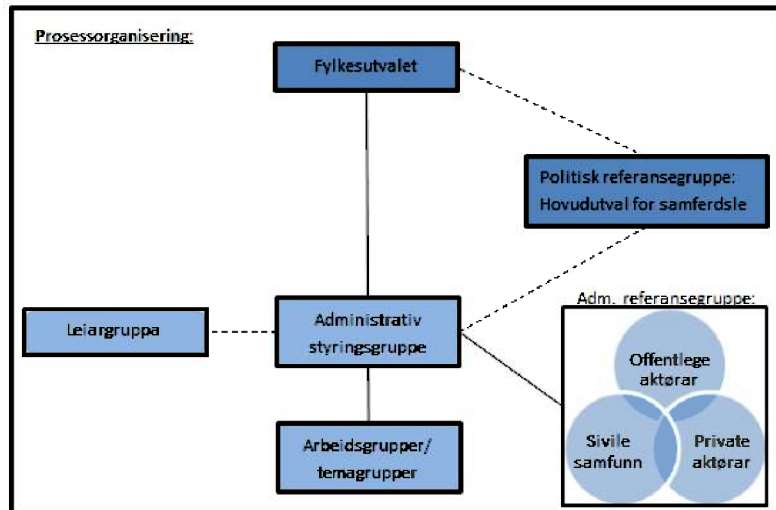 Prosessorganisering:
Fylkesutvalet
Politisk referansegruppe:
Hovudutval for samferdsle
Adm. referansegruppe:
Leiargruppa
Administrativ
styringsgruppe
Offentlege
aktørar
Sivile
samfunn
Private
aktørar
Arbeidsgrupper/
temagrupper